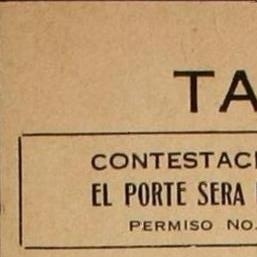 TA
CONTESTACI
EL PORTE SERA
PERMISO NO.